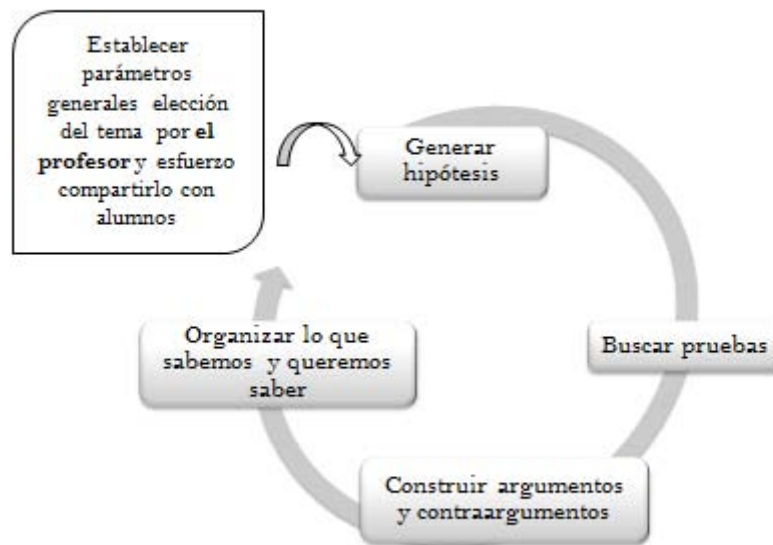 Establecer
parámetros
generales elección
del tema por el
profesor y esfuerzo
compartirlo con
alumnos
Generar
hipótesis
Buscar pruebas
Construir argumentos
y contraargumentos
Organizar lo que
sabemos y queremos
saber